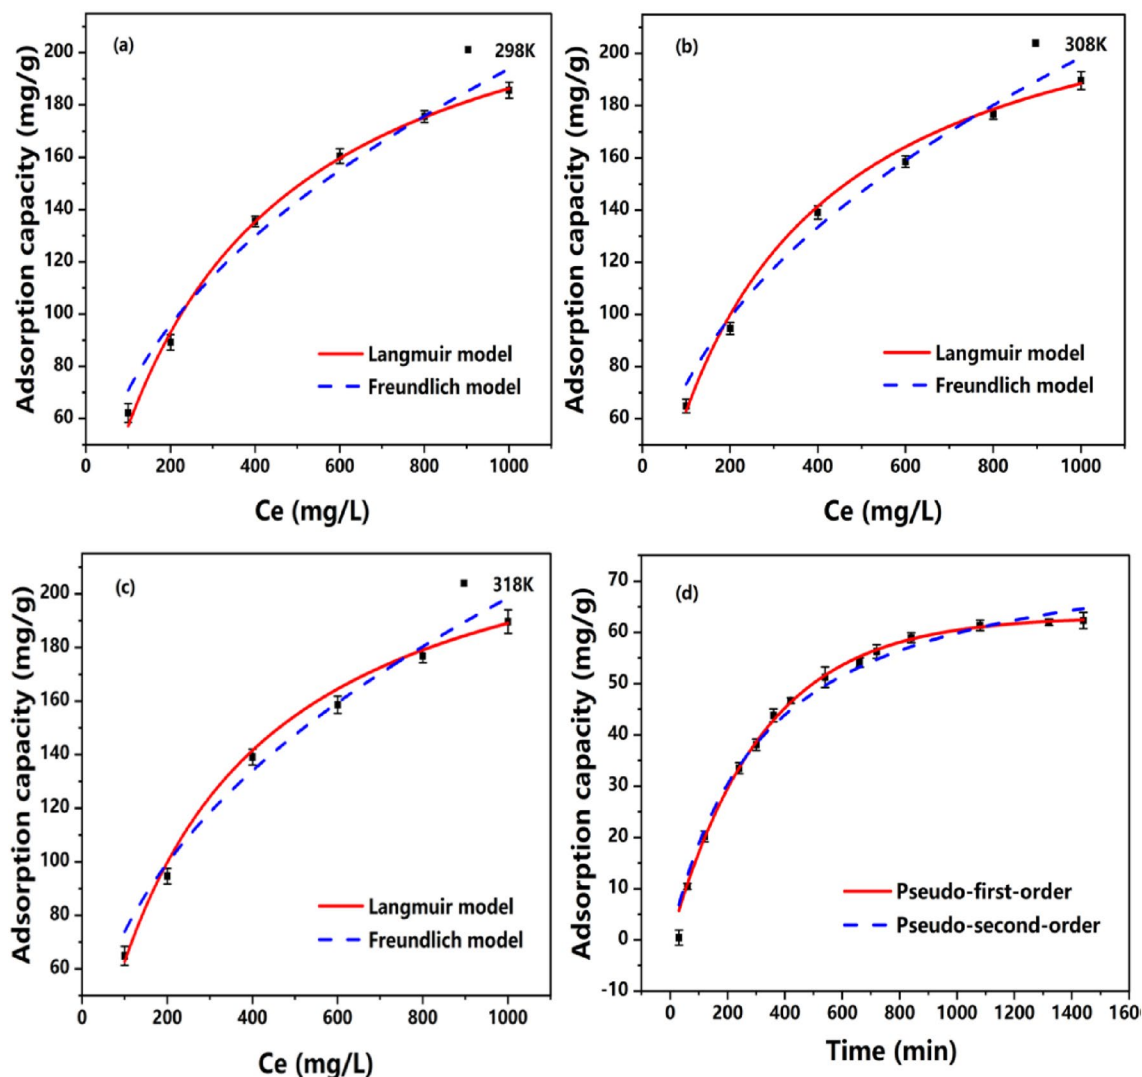 (a)
298K
Adsorption capacity (mg/g)
200
180
160
140
120
100
80
60
Langmuir model
Freundlich model
0 200 400 600 800 1000
Ce (mg/L)
(b)
308K
Adsorption capacity (mg/g)
200
180
160
140
120
100
80
60
Langmuir model
Freundlich model
0 200 400 600 800 1000
Ce (mg/L)
(c)
318K
Adsorption capacity (mg/g)
200
180
160
140
120
100
80
60
Langmuir model
Freundlich model
0 200 400 600 800 1000
Ce (mg/L)
(d)
Adsorption capacity (mg/g)
70
60
50
40
30
20
10
0
-10
Pseudo-first-order
Pseudo-second-order
0 200 400 600 800 1000 1200 1400
Time (min)